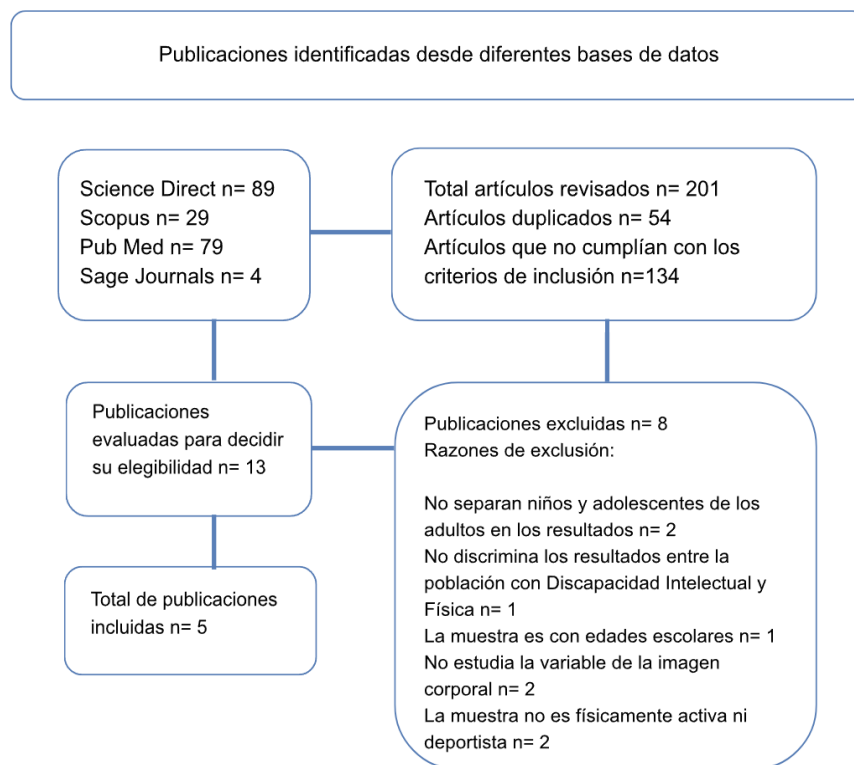 Publicaciones identificadas desde diferentes bases de datos
Science Direct n= 89
Scopus n= 29
Pub Med n= 79
Sage Journals n= 4
Total artículos revisados n= 201
Artículos duplicados n= 54
Artículos que no cumplían con los
criterios de inclusión n=134
Publicaciones
evaluadas para decidir
su elegibilidad n= 13
Publicaciones excluidas n= 8
Razones de exclusión:
No separan niños y adolescentes de los
adultos en los resultados n= 2
No discrimina los resultados entre la
población con Discapacidad Intelectual y
Física n= 1
La muestra es con edades escolares n= 1
No estudia la variable de la imagen
corporal n= 2
La muestra no es físicamente activa ni
deportista n= 2
Total de publicaciones
incluidas n= 5